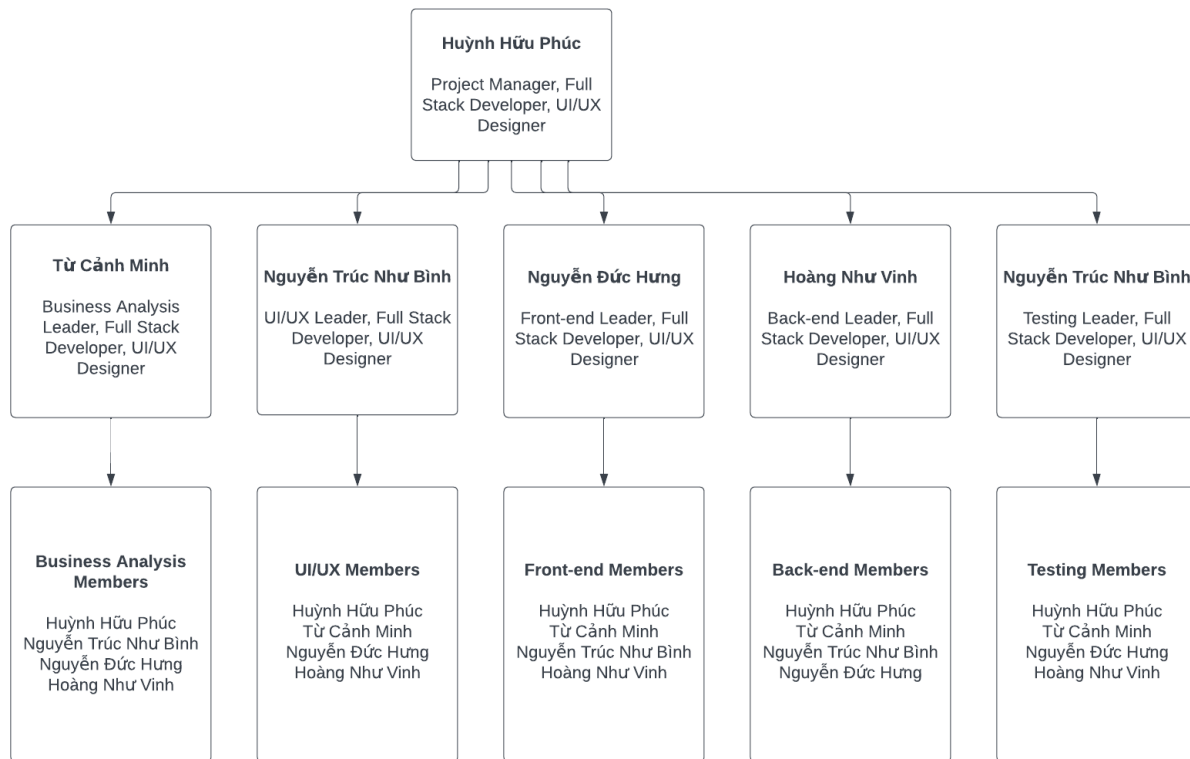 Huỳnh Hữu Phúc
Project Manager, Full
Stack Developer, UI/UX
Designer
Từ Cảnh Minh
Business Analysis
Leader, Full Stack
Developer, UI/UX
Designer
Nguyễn Trúc Như Bình
UI/UX Leader, Full Stack
Developer, UI/UX
Designer
Nguyễn Đức Hưng
Front-end Leader, Full
Stack Developer, UI/UX
Designer
Hoàng Như Vinh
Back-end Leader, Full
Stack Developer, UI/UX
Designer
Nguyễn Trúc Như Bình
Testing Leader, Full
Stack Developer, UI/UX
Designer
Business Analysis
Members
Huỳnh Hữu Phúc
Nguyễn Trúc Như Bình
Nguyễn Đức Hưng
Hoàng Như Vinh
UI/UX Members
Huỳnh Hữu Phúc
Từ Cảnh Minh
Nguyễn Đức Hưng
Hoàng Như Vinh
Front-end Members
Huỳnh Hữu Phúc
Từ Cảnh Minh
Nguyễn Trúc Như Bình
Hoàng Như Vinh
Back-end Members
Huỳnh Hữu Phúc
Từ Cảnh Minh
Nguyễn Trúc Như Bình
Nguyễn Đức Hưng
Testing Members
Huỳnh Hữu Phúc
Từ Cảnh Minh
Nguyễn Đức Hưng
Hoàng Như Vinh